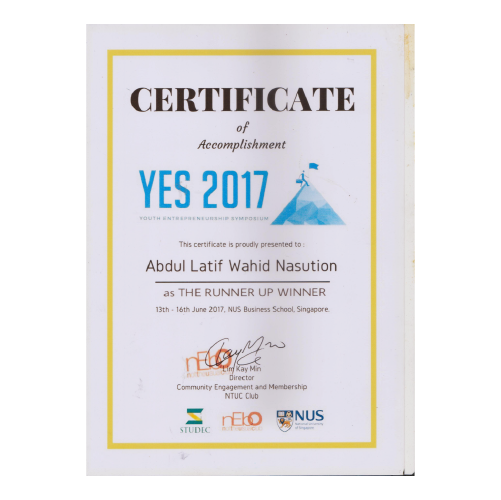 CERTIFICATE
of
Accomplishment
YES 2017
YOUTH ENTREPRENEURSHIP SYMPOSIUM
This certificate is proudly presented to :
Abdul Latif Wahid Nasution
as THE RUNNER UP WINNER
13th - 16th June 2017, NUS Business School, Singapore.
nEbO
Lim Kay Min
Director
Community Engagement and Membership
NTUC Club
STUDEC
nEbO
NUS
National University
of Singapore